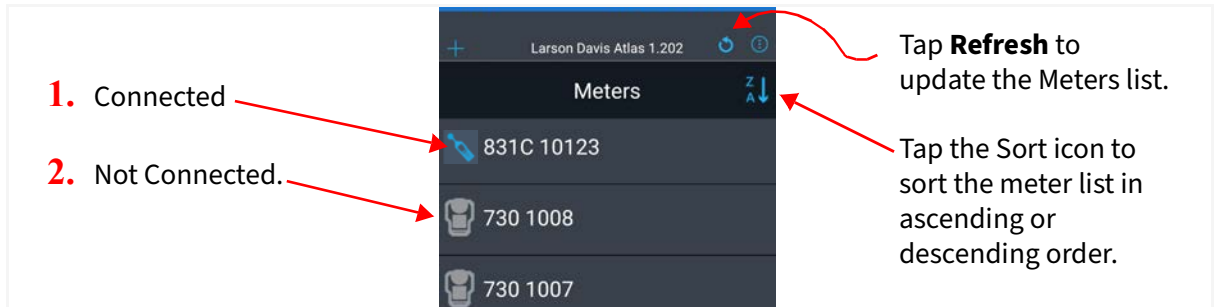 1. Connected
2. Not Connected.
Larson Davis Atlas 1.202
Meters
Z
A
831C 10123
730 1008
730 1007
Tap Refresh to
update the Meters list.
Tap the Sort icon to
sort the meter list in
ascending or
descending order.